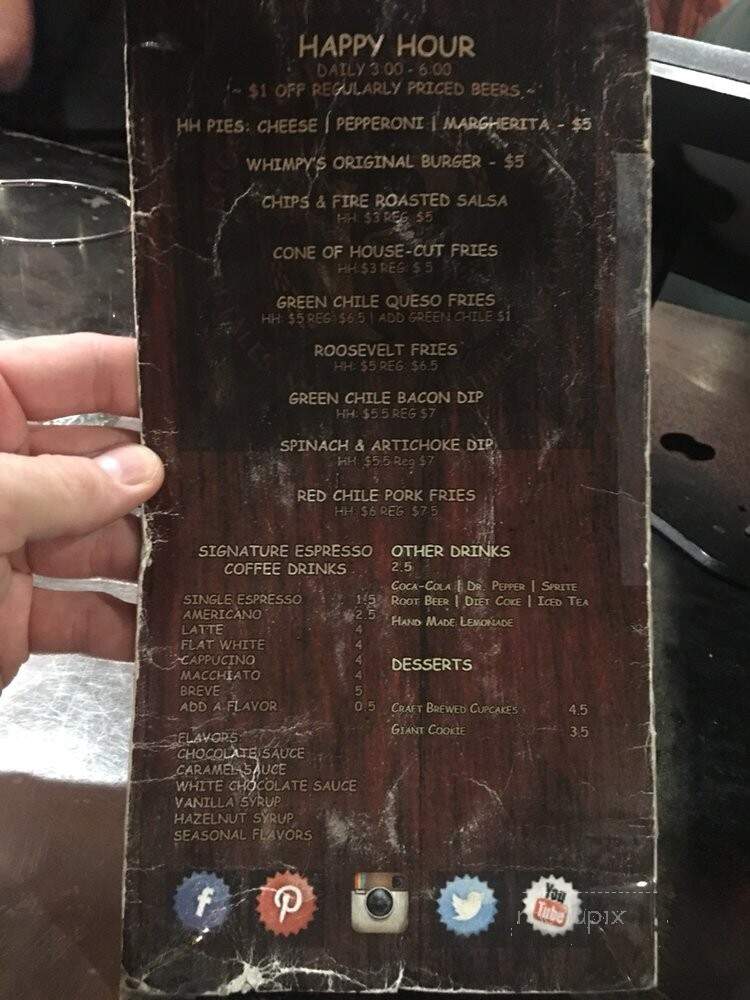 HAPPY HOUR
DAILY 3:00 - 6:00
~ $1 OFF REGULARLY PRICED BEERS ~
HH PIES: CHEESE | PEPPERONI | MARGHERITA - $5
WHIMPY'S ORIGINAL BURGER - $5
CHIPS & FIRE ROASTED SALSA
HH: $3 REG $5
CONE OF HOUSE-CUT FRIES
HH $3 REG $5
GREEN CHILE QUESO FRIES
HH: $5 REG $6.5 | ADD GREEN CHILE $1
ROOSEVELT FRIES
HH: $5 REG $6.5
GREEN CHILE BACON DIP
HH: $5.5 REG $7
SPINACH & ARTICHOKE DIP
HH: $5.5 Reg $7
RED CHILE PORK FRIES
HH: $6 REG $7.5
SIGNATURE ESPRESSO
COFFEE DRINKS
SINGLE ESPRESSO 1.5
AMERICANO 2.5
LATTE 4
FLAT WHITE 4
CAPPUCINO 4
MACCHIATO 4
BREVE 5
ADD A FLAVOR 0.5
FLAVORS:
CHOCOLATE SAUCE
CARAMEL SAUCE
WHITE CHOCOLATE SAUCE
VANILLA SYRUP
HAZELNUT SYRUP
SEASONAL FLAVORS
OTHER DRINKS
2.5
COCA-COLA | DR. PEPPER | SPRITE
ROOT BEER | DIET COKE | ICED TEA
HAND MADE LEMONADE
DESSERTS
CRAFT BREWED CUPCAKES 4.5
GIANT COOKIE 3.5
You
Tube